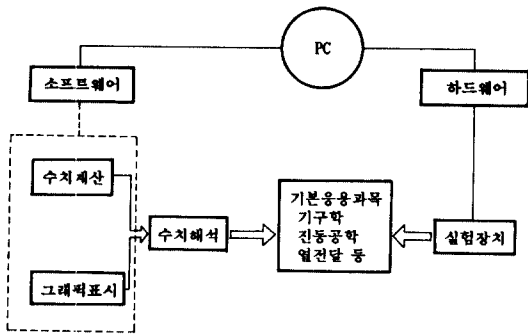 PC
소프트웨어
하드웨어
수치계산
기본응용과목
기구학
진동공학
열전달 등
수치해석
실험장치
그래픽표시